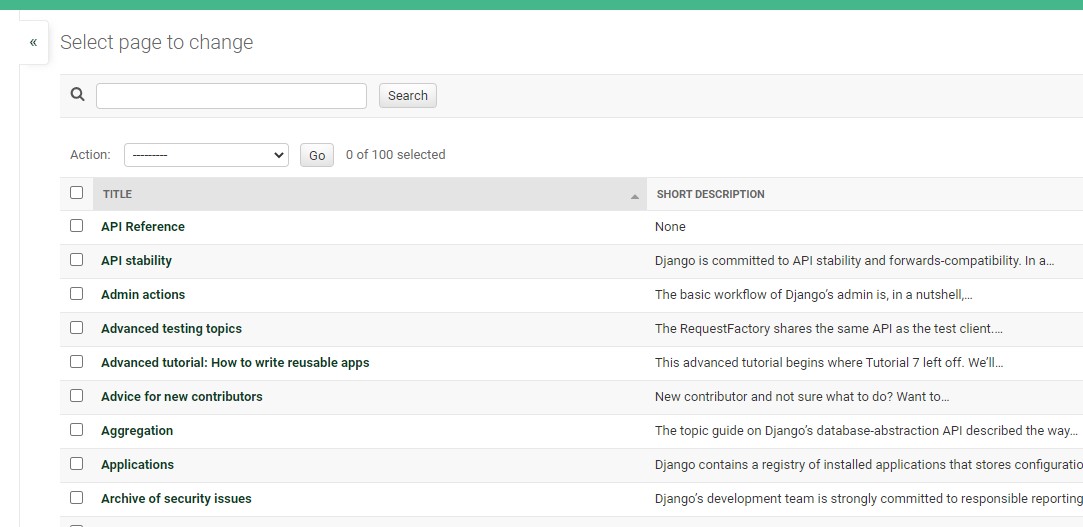 «
Select page to change
Search
Action: --------- Go 0 of 100 selected
TITLE SHORT DESCRIPTION
API Reference None
API stability Django is committed to API stability and forwards-compatibility. In a…
Admin actions The basic workflow of Django’s admin is, in a nutshell,…
Advanced testing topics The RequestFactory shares the same API as the test client.…
Advanced tutorial: How to write reusable apps This advanced tutorial begins where Tutorial 7 left off. We’ll…
Advice for new contributors New contributor and not sure what to do? Want to…
Aggregation The topic guide on Django’s database-abstraction API described the way…
Applications Django contains a registry of installed applications that stores configuratio
Archive of security issues Django’s development team is strongly committed to responsible reporting